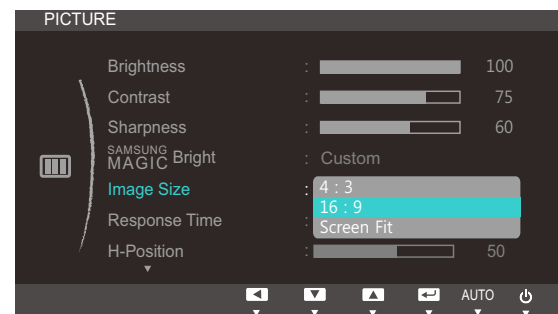 PICTURE
Brightness : 100
Contrast : 75
Sharpness : 60
SAMSUNG MAGIC Bright : Custom
Image Size : 4 : 3
16 : 9
Response Time : Screen Fit
H-Position : 50
AUTO